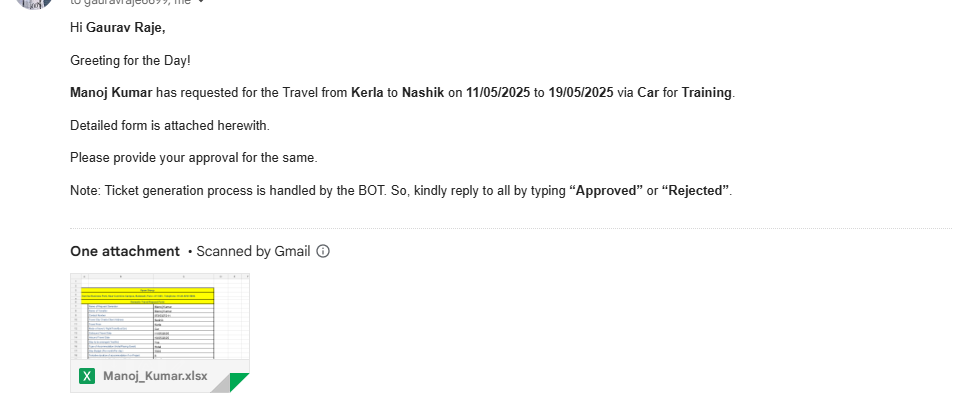 to gauravraje6699, me
Hi Gaurav Raje,
Greeting for the Day!
Manoj Kumar has requested for the Travel from Kerla to Nashik on 11/05/2025 to 19/05/2025 via Car for Training.
Detailed form is attached herewith.
Please provide your approval for the same.
Note: Ticket generation process is handled by the BOT. So, kindly reply to all by typing “Approved” or “Rejected”.
One attachment • Scanned by Gmail
X Manoj_Kumar.xlsx